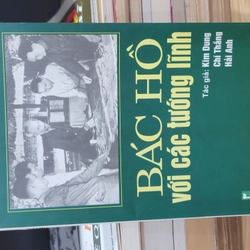 BÁC HỒ
với các tướng lĩnh
Tác giả: Kim Dung
Chí Thắng
Hải Anh